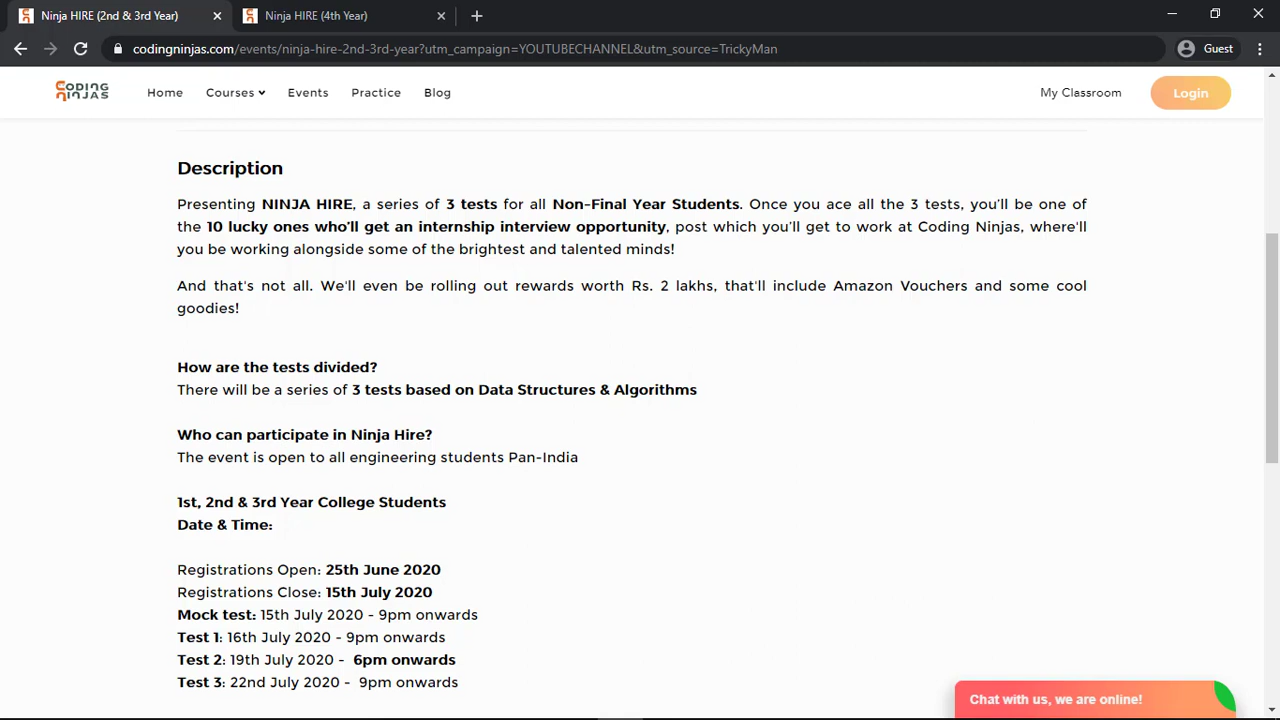 Ninja HIRE (2nd & 3rd Year)
Ninja HIRE (4th Year)
codingninjas.com/events/ninja-hire-2nd-3rd-year?utm_campaign=YOUTUBECHANNEL&utm_source=TrickyMan
Guest
CODING NINJAS
Home
Courses
Events
Practice
Blog
My Classroom
Login
Description
Presenting NINJA HIRE, a series of 3 tests for all Non-Final Year Students. Once you ace all the 3 tests, you'll be one of
the 10 lucky ones who'll get an internship interview opportunity, post which you'll get to work at Coding Ninjas, where'll
you be working alongside some of the brightest and talented minds!
And that's not all. We'll even be rolling out rewards worth Rs. 2 lakhs, that'll include Amazon Vouchers and some cool
goodies!
How are the tests divided?
There will be a series of 3 tests based on Data Structures & Algorithms
Who can participate in Ninja Hire?
The event is open to all engineering students Pan-India
1st, 2nd & 3rd Year College Students
Date & Time:
Registrations Open: 25th June 2020
Registrations Close: 15th July 2020
Mock test: 15th July 2020 - 9pm onwards
Test 1: 16th July 2020 - 9pm onwards
Test 2: 19th July 2020 - 6pm onwards
Test 3: 22nd July 2020 - 9pm onwards
Chat with us, we are online!